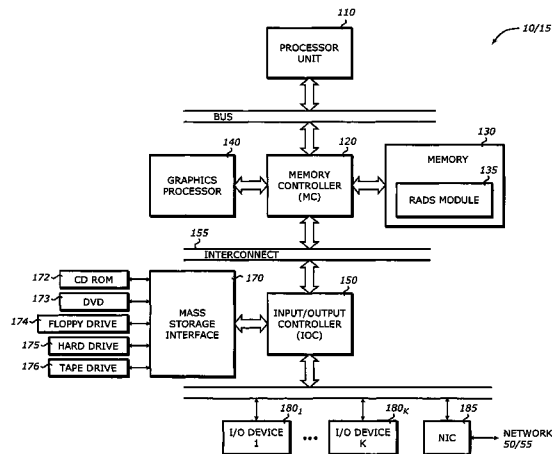 110
10/15
PROCESSOR
UNIT
BUS
140
120
130
GRAPHICS
PROCESSOR
MEMORY
CONTROLLER
(MC)
MEMORY
135
RADS MODULE
155
INTERCONNECT
172
CD ROM
173
DVD
174
FLOPPY DRIVE
175
HARD DRIVE
176
TAPE DRIVE
170
MASS
STORAGE
INTERFACE
150
INPUT/OUTPUT
CONTROLLER
(IOC)
180₁
I/O DEVICE
1
•••
180K
I/O DEVICE
K
185
NIC
NETWORK
50/55